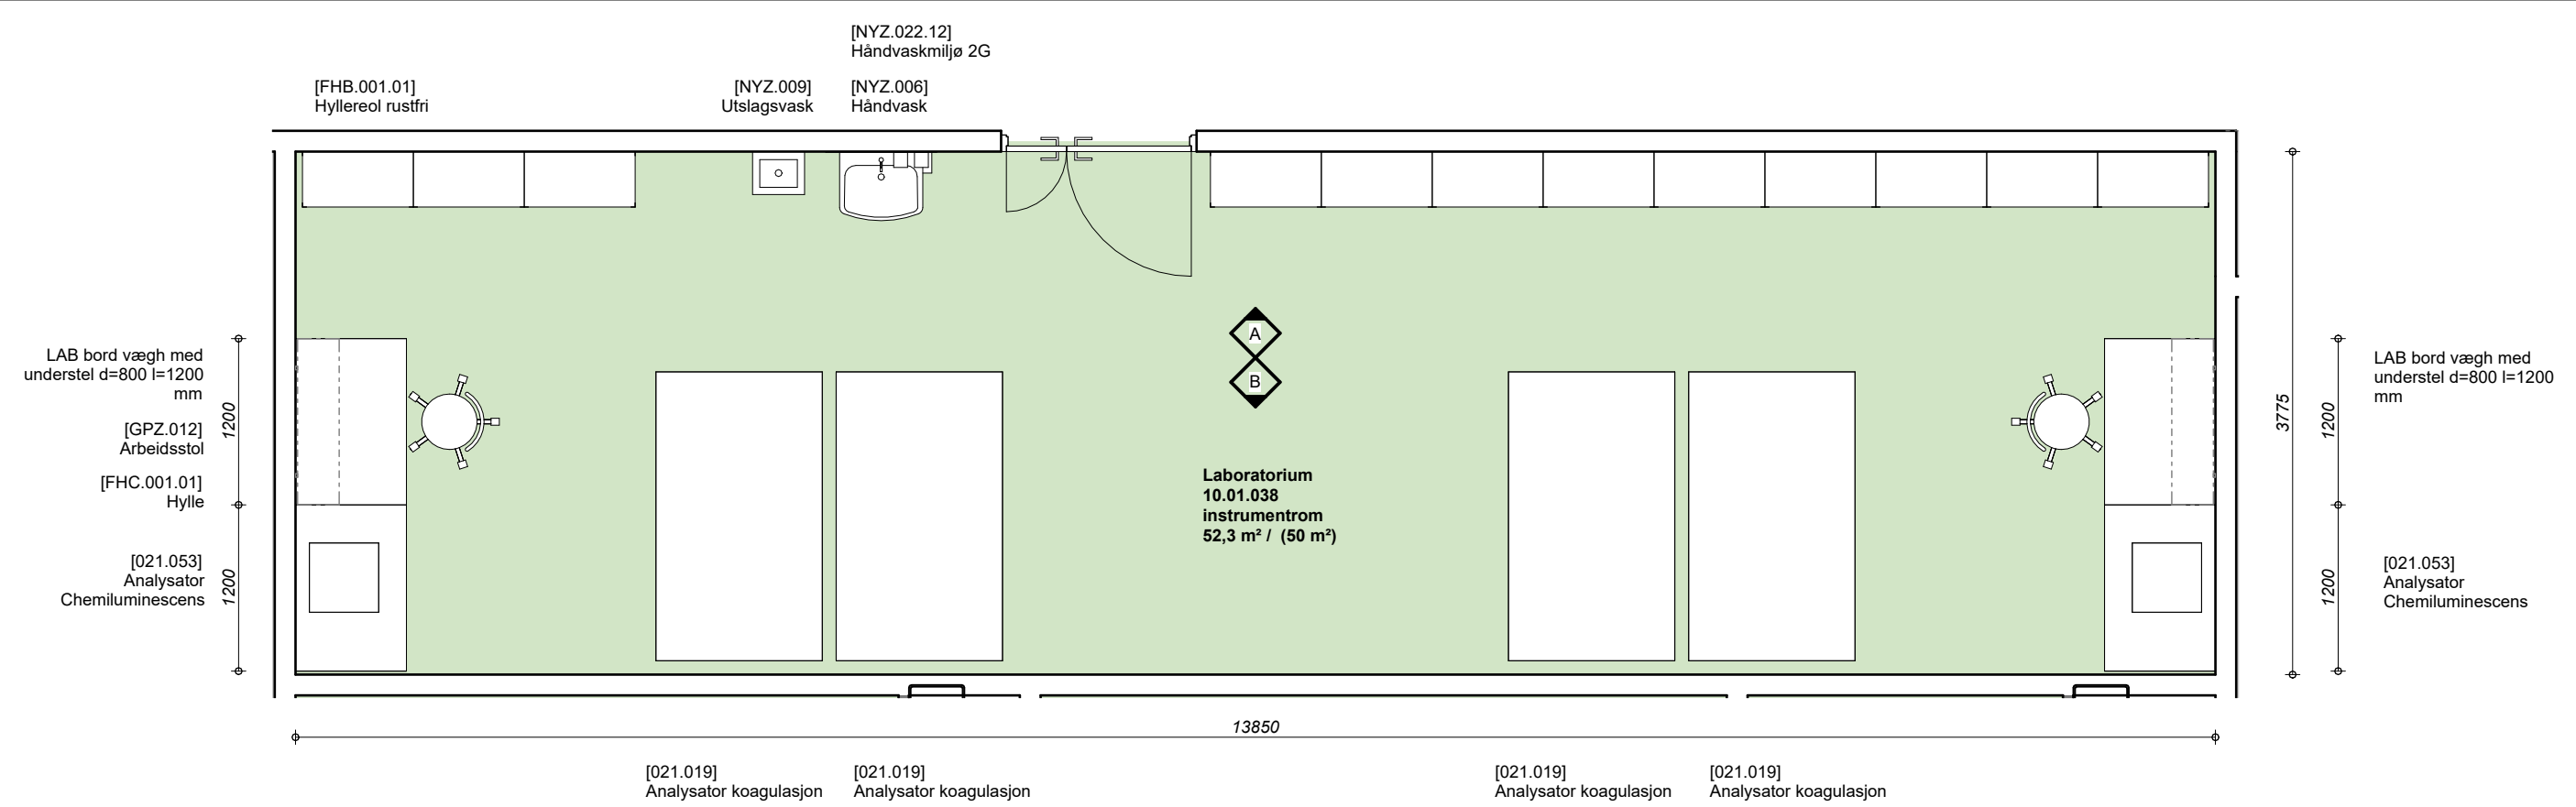 [NYZ.022.12]
Håndvaskmiljø 2G
[FHB.001.01]
Hyllereol rustfri
[NYZ.009]
Utslagsvask
[NYZ.006]
Håndvask
LAB bord vægh med
understel d=800 l=1200
mm
[GPZ.012]
Arbeidsstol
[FHC.001.01]
Hylle
[021.053]
Analysator
Chemiluminescens
1200
1200
A
B
Laboratorium
10.01.038
instrumentrom
52,3 m² / (50 m²)
3775
1200
1200
LAB bord vægh med
understel d=800 l=1200
mm
[021.053]
Analysator
Chemiluminescens
13850
[021.019]
Analysator koagulasjon
[021.019]
Analysator koagulasjon
[021.019]
Analysator koagulasjon
[021.019]
Analysator koagulasjon